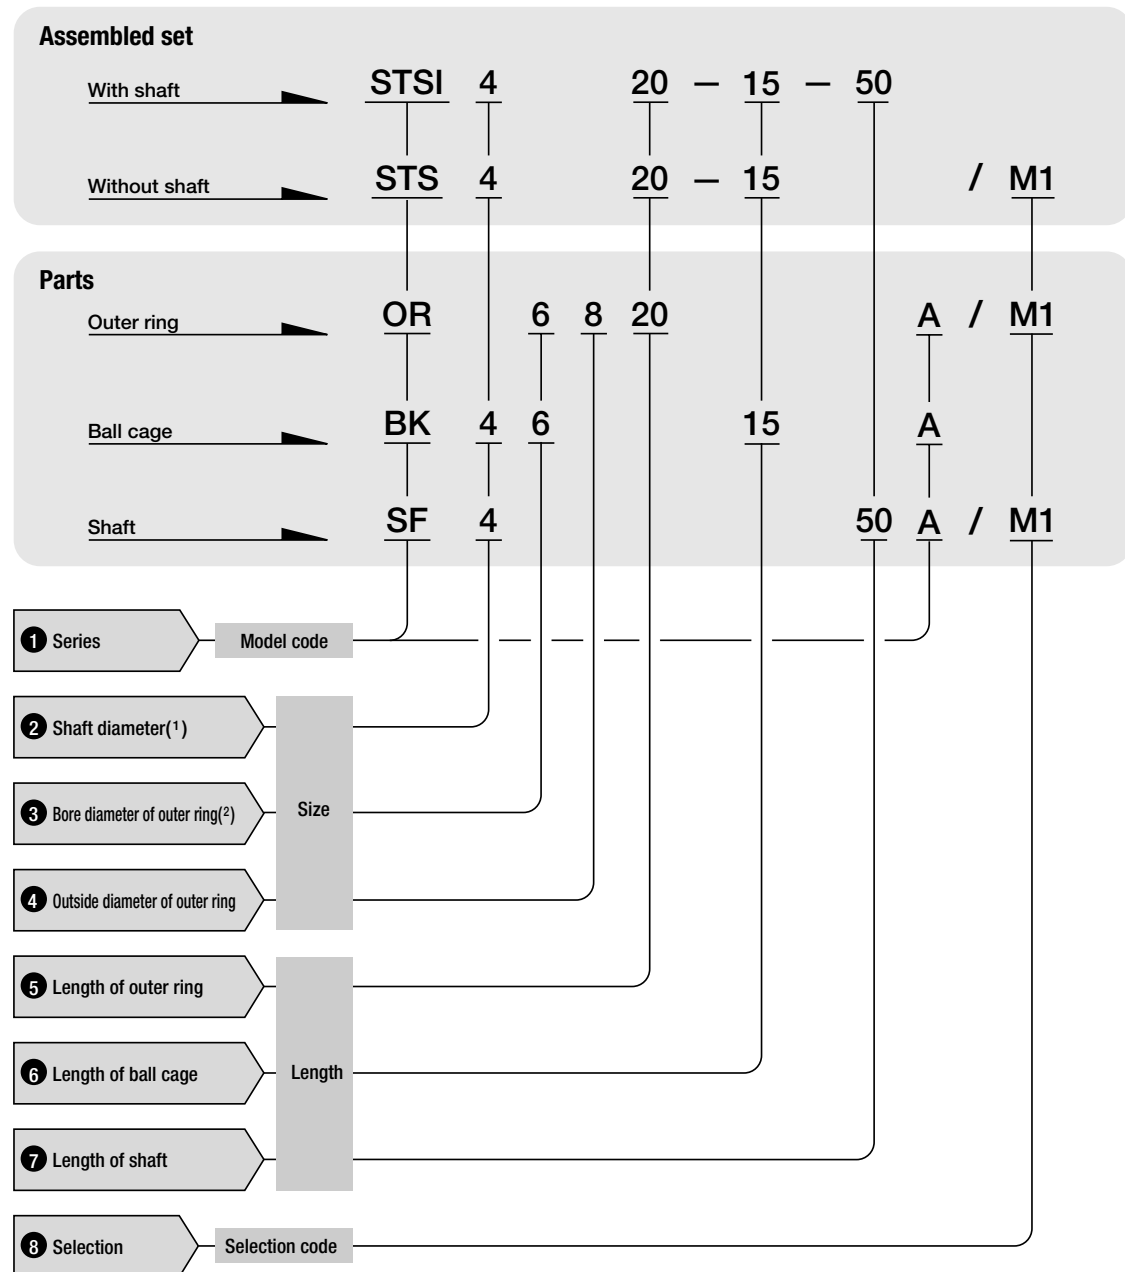 Assembled set
With shaft STSI 4 20 – 15 – 50
Without shaft STS 4 20 – 15 / M1
Parts
Outer ring OR 6 8 20 A / M1
Ball cage BK 4 6 15 A
Shaft SF 4 50 A / M1
1 Series Model code
2 Shaft diameter(1)
3 Bore diameter of outer ring(2) Size
4 Outside diameter of outer ring
5 Length of outer ring
6 Length of ball cage Length
7 Length of shaft
8 Selection Selection code